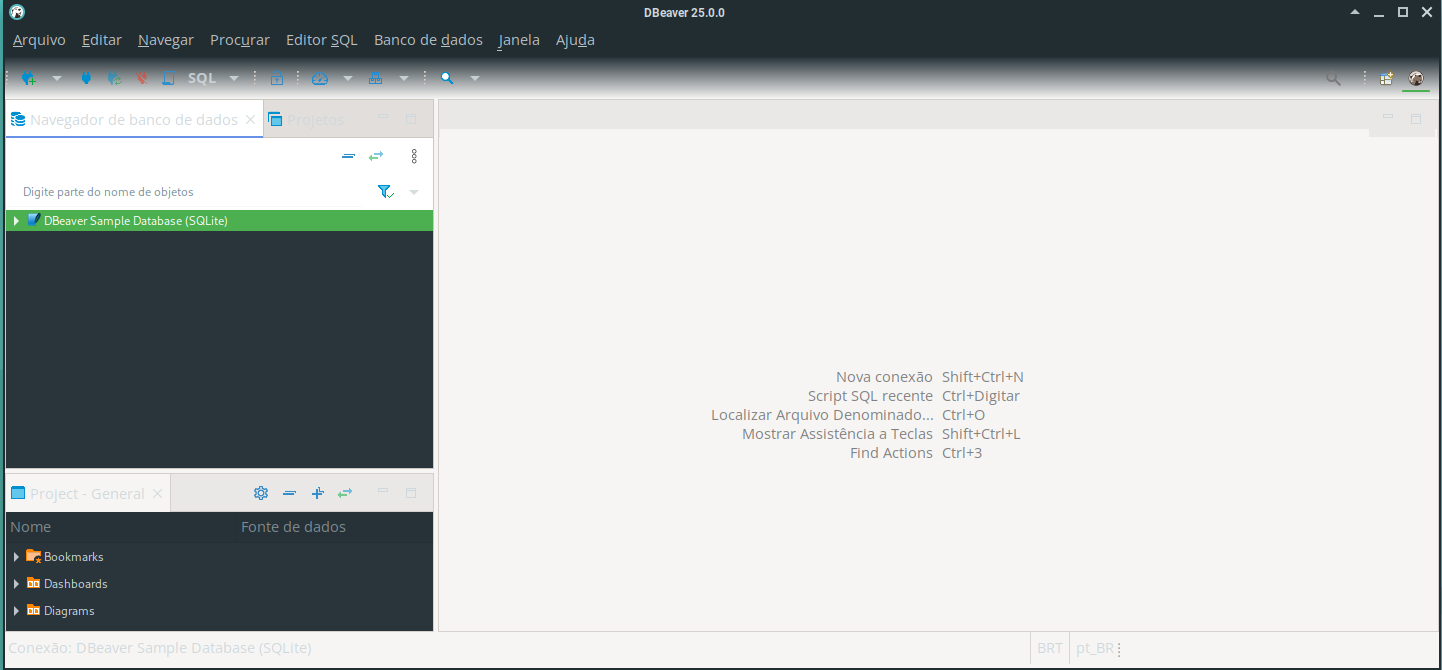 DBeaver 25.0.0
Arquivo Editar Navegar Procurar Editor SQL Banco de dados Janela Ajuda
SQL
Navegador de banco de dados Projetos
Digite parte do nome de objetos
DBeaver Sample Database (SQLite)
Nova conexão Shift+Ctrl+N
Script SQL recente Ctrl+Digitar
Localizar Arquivo Denominado... Ctrl+O
Mostrar Assistência a Teclas Shift+Ctrl+L
Find Actions Ctrl+3
Project - General
Nome Fonte de dados
Bookmarks
Dashboards
Diagrams
Conexão: DBeaver Sample Database (SQLite) BRT pt_BR